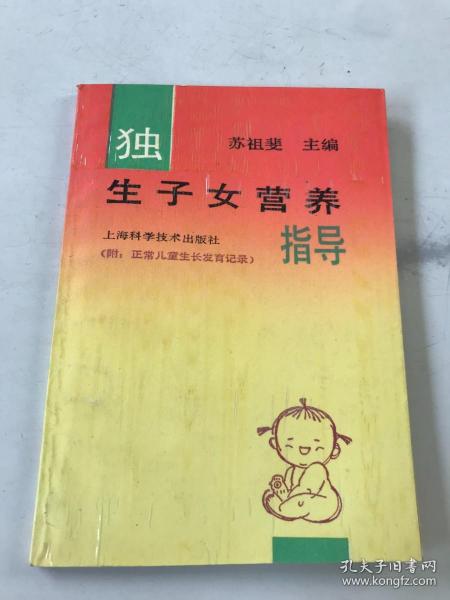 独
苏祖斐 主编
生子女营养
指导
上海科学技术出版社
（附：正常儿童生长发育记录）
孔夫子旧书网
www.kongfz.com